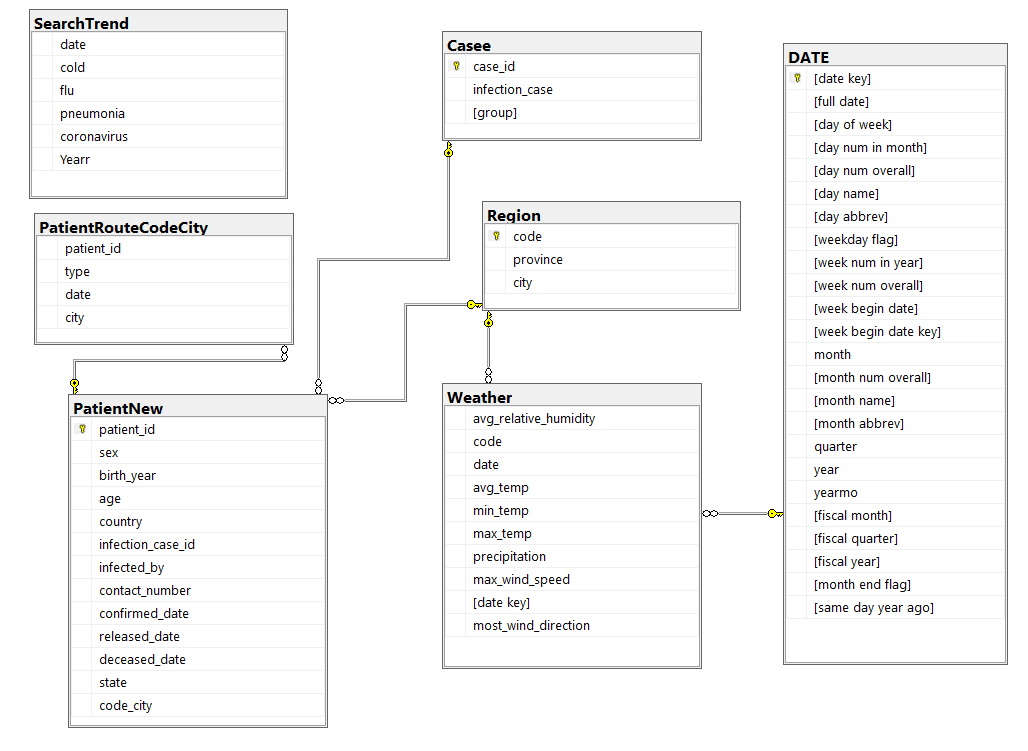 SearchTrend
date
cold
flu
pneumonia
coronavirus
Yearr
PatientRouteCodeCity
patient_id
type
date
city
PatientNew
patient_id
sex
birth_year
age
country
infection_case_id
infected_by
contact_number
confirmed_date
released_date
deceased_date
state
code_city
Casee
case_id
infection_case
[group]
Region
code
province
city
Weather
avg_relative_humidity
code
date
avg_temp
min_temp
max_temp
precipitation
max_wind_speed
[date key]
most_wind_direction
DATE
[date key]
[full date]
[day of week]
[day num in month]
[day num overall]
[day name]
[day abbrev]
[weekday flag]
[week num in year]
[week num overall]
[week begin date]
[week begin date key]
month
[month num overall]
[month name]
[month abbrev]
quarter
year
yearmo
[fiscal month]
[fiscal quarter]
[fiscal year]
[month end flag]
[same day year ago]